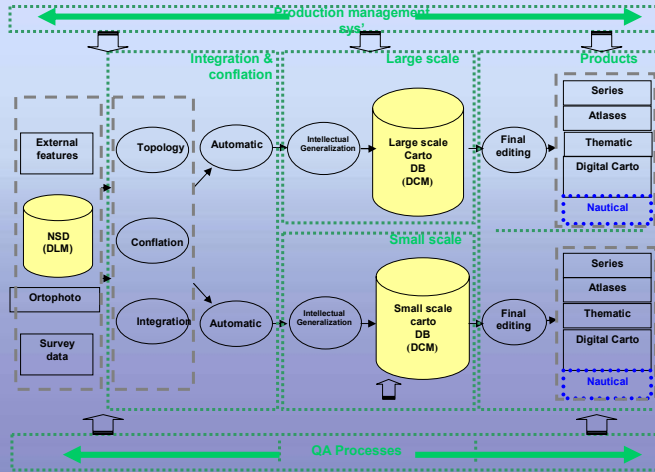 Production management
sys'
Integration &
conflation
Large scale
Products
External
features
NSD
(DLM)
Ortophoto
Survey
data
Topology
Conflation
Integration
Automatic
Intellectual
Generalization
Large scale
Carto
DB
(DCM)
Final
editing
Series
Atlases
Thematic
Digital Carto
Nautical
Small scale
Automatic
Intellectual
Generalization
Small scale
carto
DB
(DCM)
Final
editing
Series
Atlases
Thematic
Digital Carto
Nautical
QA Processes